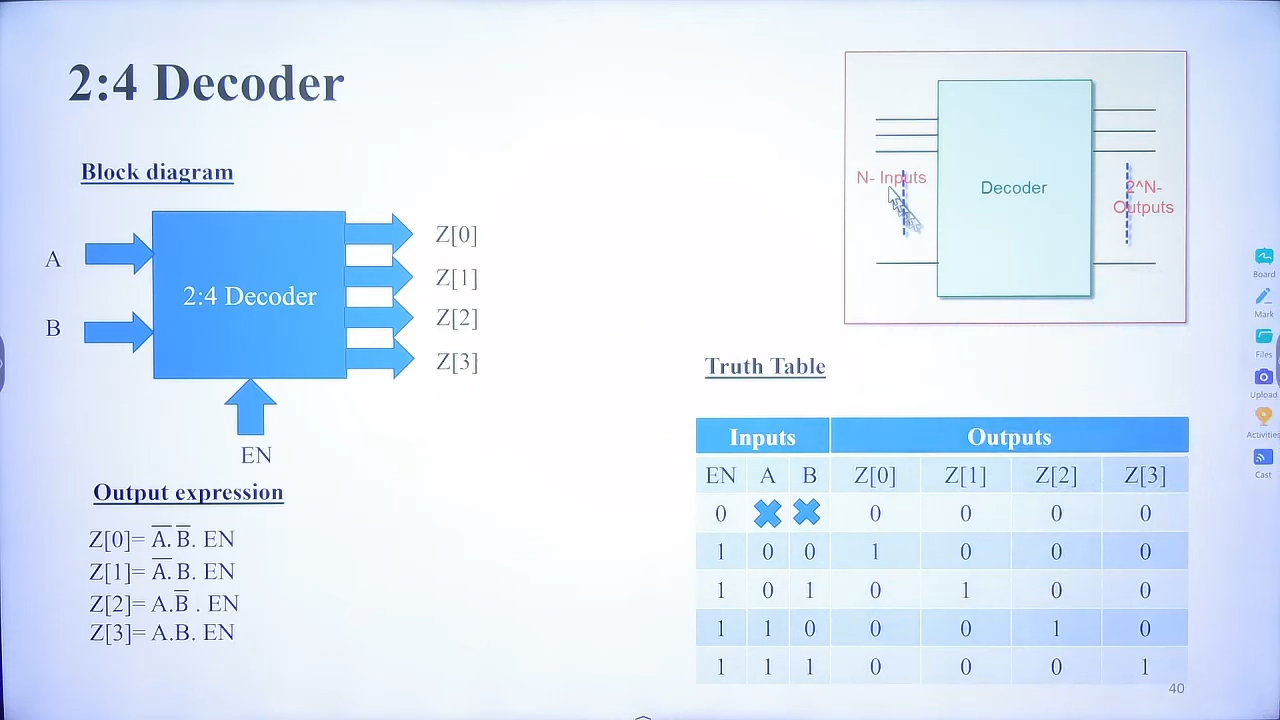 2:4 Decoder
Block diagram
A
B
2:4 Decoder
Z[0]
Z[1]
Z[2]
Z[3]
EN
Output expression
Z[0]= A̅. B̅. EN
Z[1]= A̅. B. EN
Z[2]= A.B̅ . EN
Z[3]= A.B. EN
N- Inputs
Decoder
2^N-
Outputs
Truth Table
Inputs Outputs
EN A B Z[0] Z[1] Z[2] Z[3]
0 ✖ ✖ 0 0 0 0
1 0 0 1 0 0 0
1 0 1 0 1 0 0
1 1 0 0 0 1 0
1 1 1 0 0 0 1
40
Board
Mark
Files
Upload
Activities
Cast